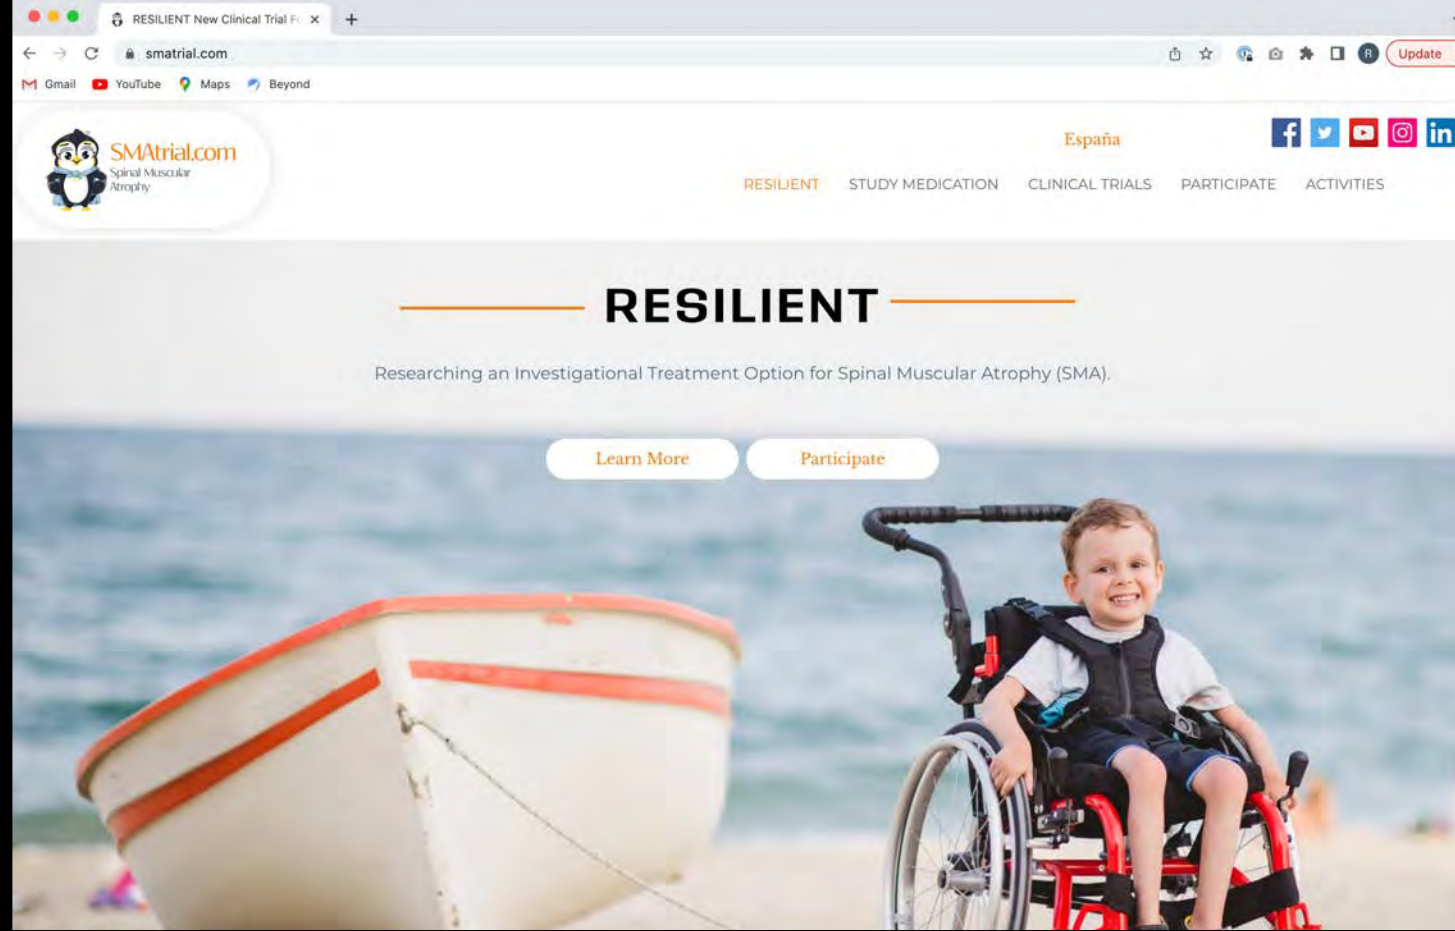 RESILIENT New Clinical Trial Fo
smatrial.com
Update
Gmail
YouTube
Maps
Beyond
SMAtrial.com
Spinal Muscular
Atrophy
España
RESILIENT
STUDY MEDICATION
CLINICAL TRIALS
PARTICIPATE
ACTIVITIES
RESILIENT
Researching an Investigational Treatment Option for Spinal Muscular Atrophy (SMA).
Learn More
Participate